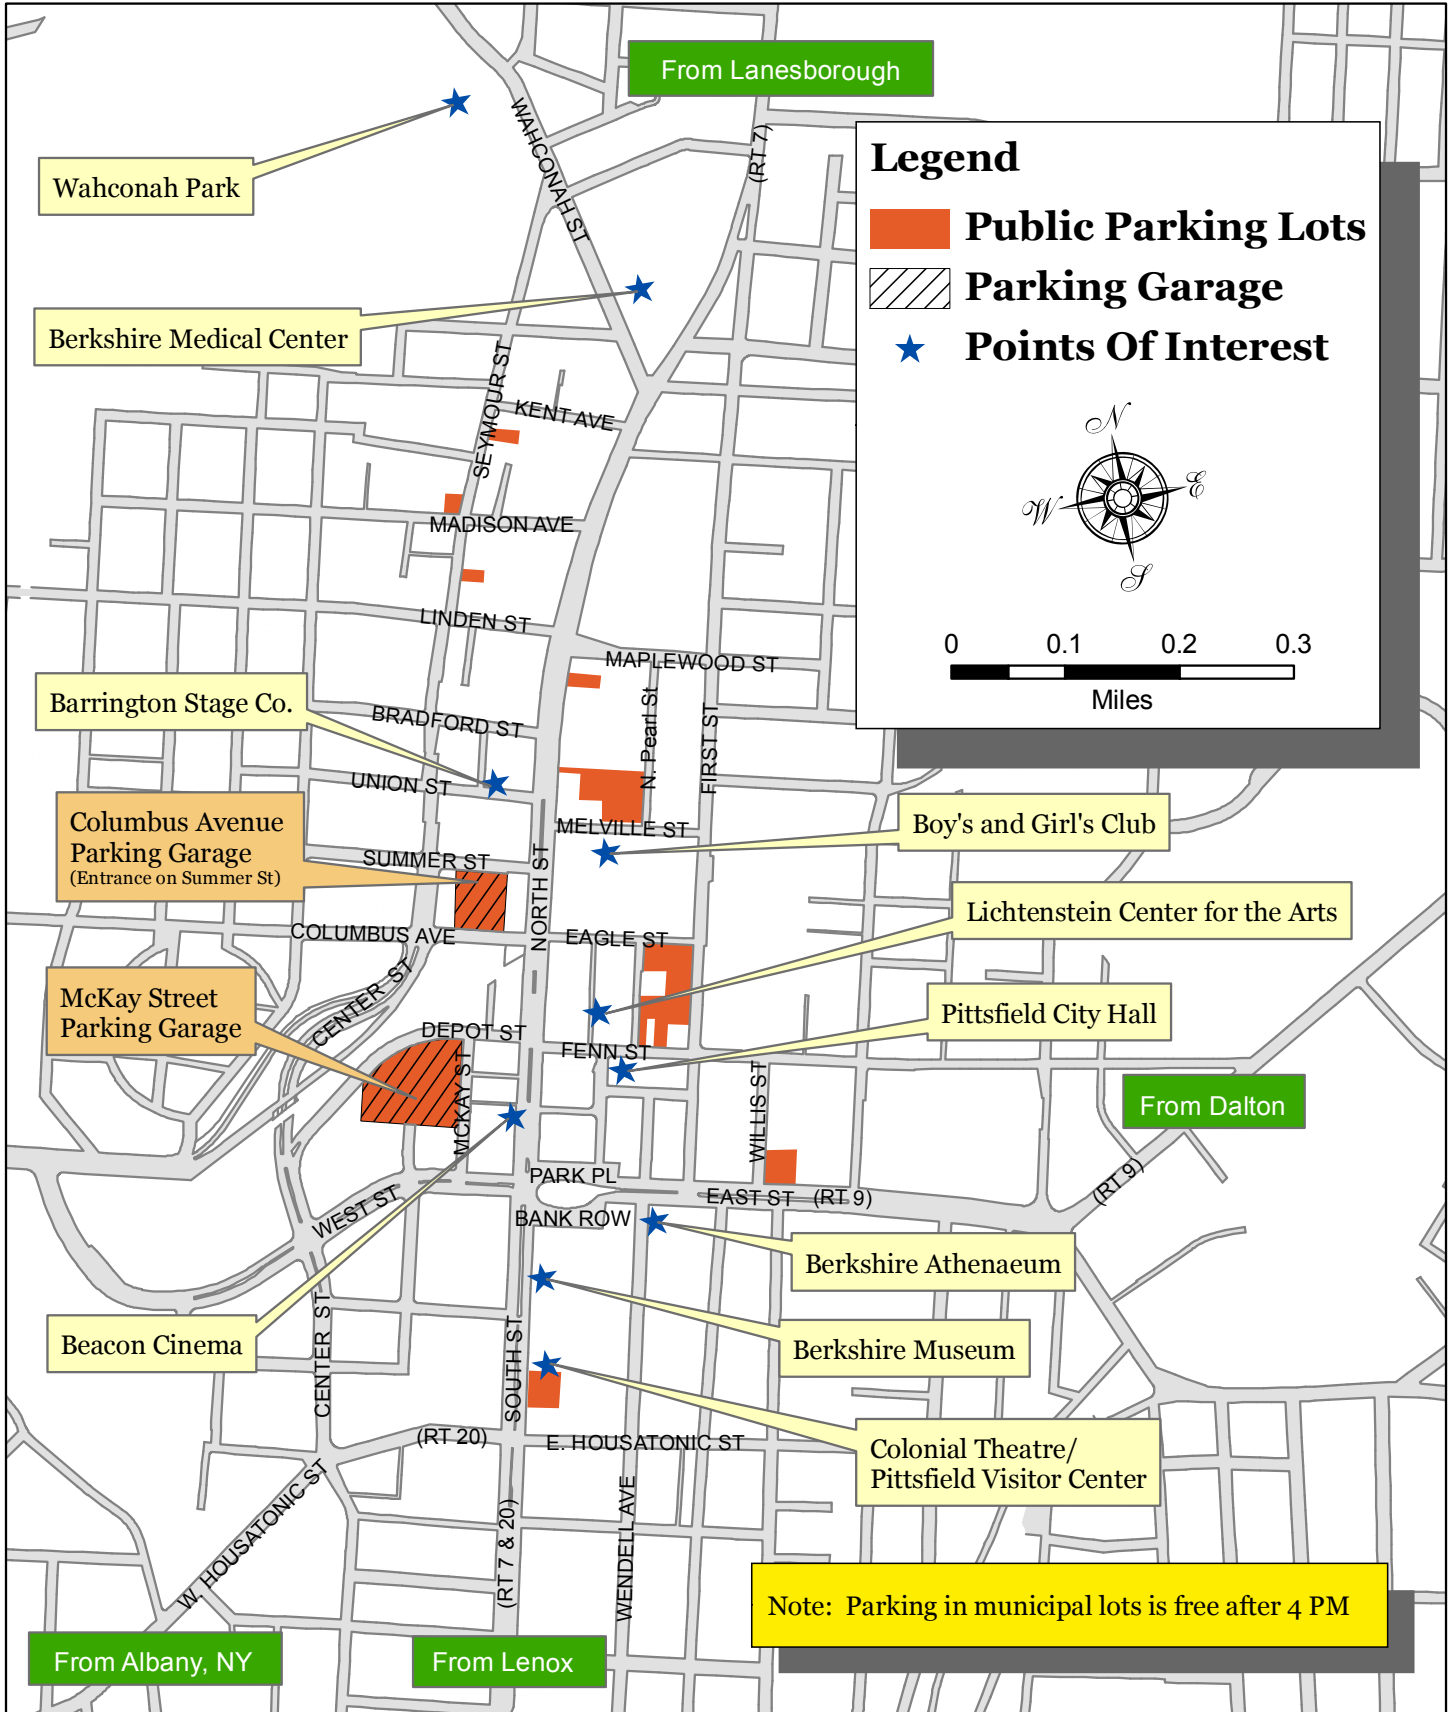 From Lanesborough
WAHCONAH ST
(RT 7)
Wahconah Park
Legend
Public Parking Lots
Parking Garage
Points Of Interest
Berkshire Medical Center
SEYMOUR ST
KENT AVE
N
W
E
S
MADISON AVE
LINDEN ST
0 0.1 0.2 0.3
Miles
MAPLEWOOD ST
Barrington Stage Co.
BRADFORD ST
N. Pearl St
FIRST ST
UNION ST
Columbus Avenue
Parking Garage
(Entrance on Summer St)
MELVILLE ST
Boy's and Girl's Club
SUMMER ST
NORTH ST
Lichtenstein Center for the Arts
COLUMBUS AVE
EAGLE ST
CENTER ST
McKay Street
Parking Garage
Pittsfield City Hall
DEPOT ST
FENN ST
MCKAY ST
WILLIS ST
From Dalton
PARK PL
EAST ST
(RT 9)
(RT 9)
WEST ST
BANK ROW
Berkshire Athenaeum
Beacon Cinema
CENTER ST
SOUTH ST
Berkshire Museum
(RT 20)
E. HOUSATONIC ST
Colonial Theatre/
Pittsfield Visitor Center
W. HOUSATONIC ST
(RT 7 & 20)
WENDELL AVE
Note: Parking in municipal lots is free after 4 PM
From Albany, NY
From Lenox